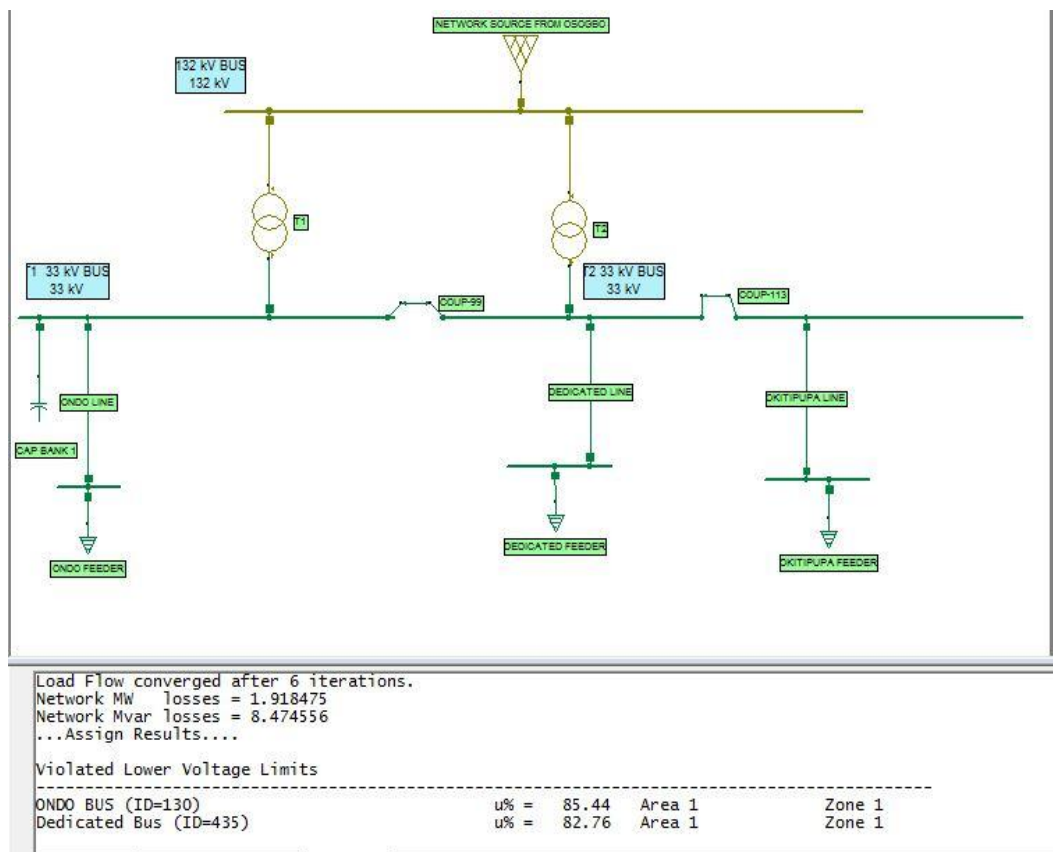 NETWORK SOURCE FROM OSOGBO
132 kV BUS
132 kV
T1
T2
T1 33 kV BUS
33 kV
T2 33 kV BUS
33 kV
COUP-99
COUP-113
ONDO LINE
DEDICATED LINE
OKITIPUPA LINE
CAP BANK 1
DEDICATED FEEDER
OKITIPUPA FEEDER
ONDO FEEDER
Load Flow converged after 6 iterations.
Network MW losses = 1.918475
Network Mvar losses = 8.474556
...Assign Results....
Violated Lower Voltage Limits
--------------------------------------------------------------------------------
ONDO BUS (ID=130) u% = 85.44 Area 1 Zone 1
Dedicated Bus (ID=435) u% = 82.76 Area 1 Zone 1